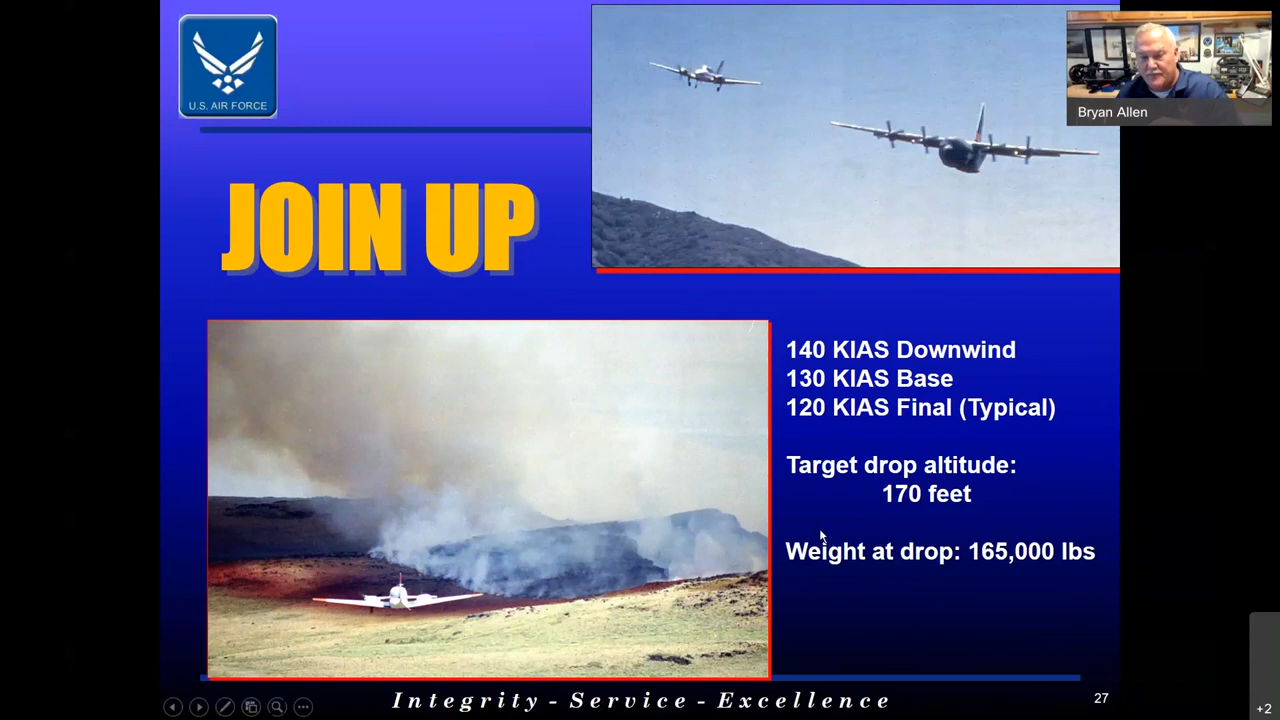 U.S. AIR FORCE
Bryan Allen
JOIN UP
140 KIAS Downwind
130 KIAS Base
120 KIAS Final (Typical)
Target drop altitude:
170 feet
Weight at drop: 165,000 lbs
Integrity - Service - Excellence
27
+2